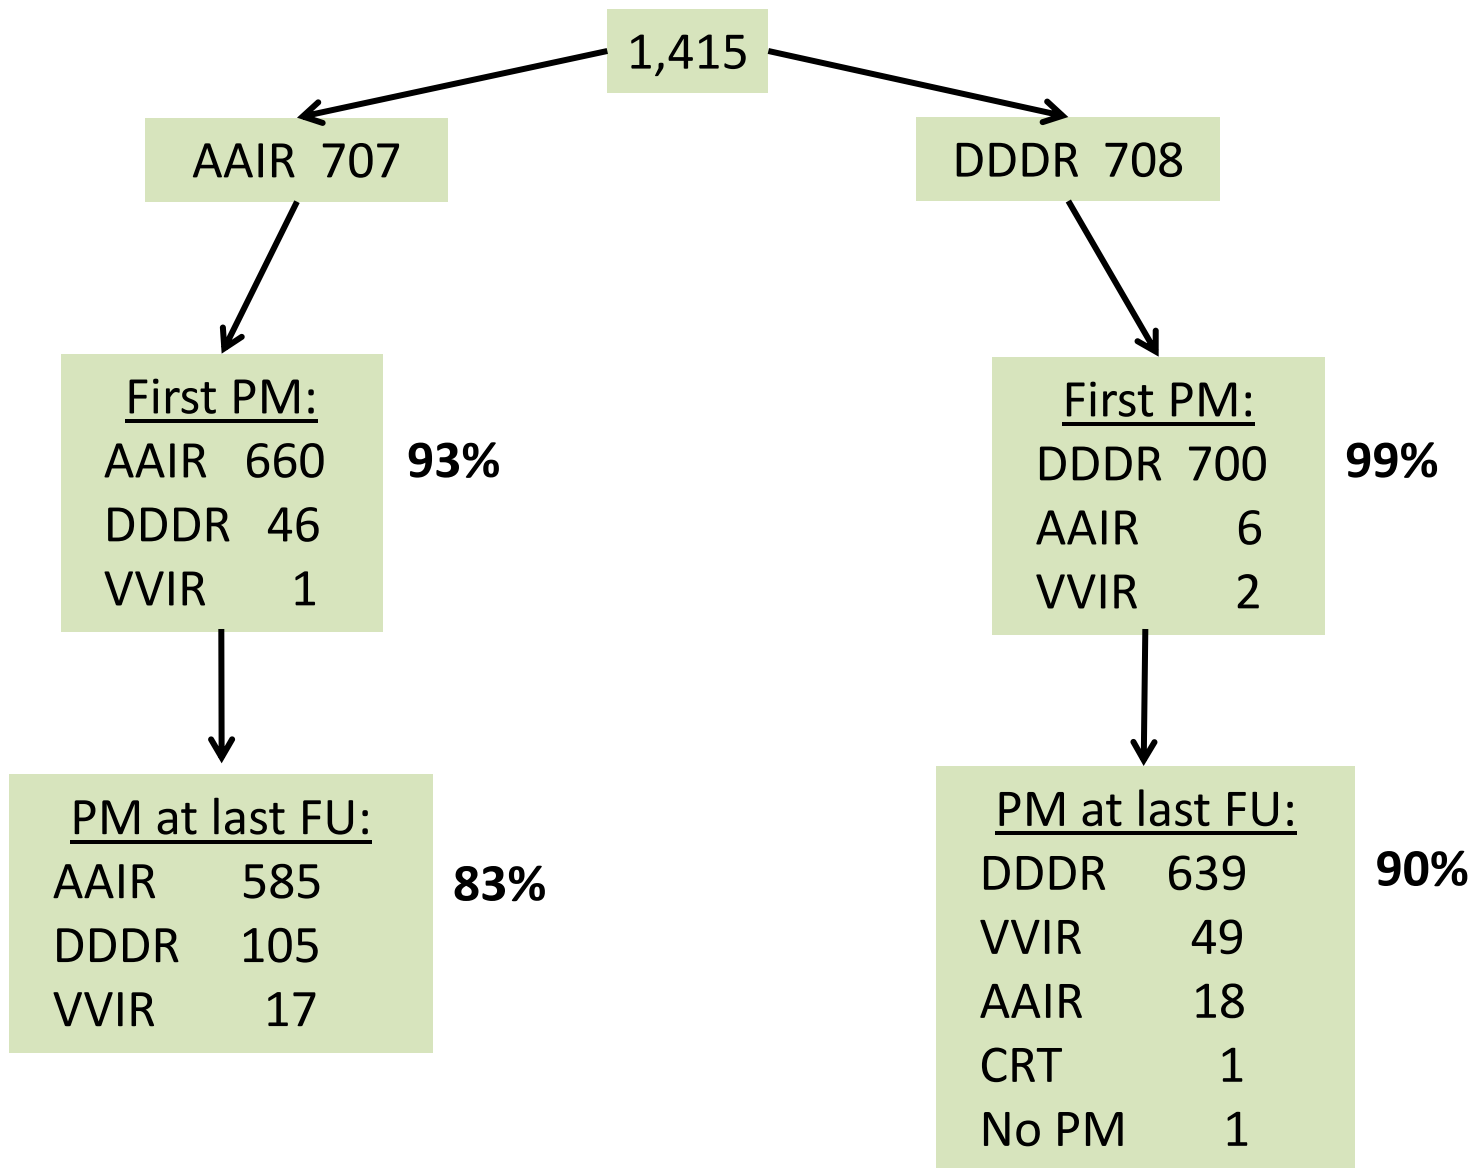 1,415
AAIR 707
DDDR 708
First PM:
AAIR 660
DDDR 46
VVIR 1
93%
First PM:
DDDR 700
AAIR 6
VVIR 2
99%
PM at last FU:
AAIR 585
DDDR 105
VVIR 17
83%
PM at last FU:
DDDR 639
VVIR 49
AAIR 18
CRT 1
No PM 1
90%